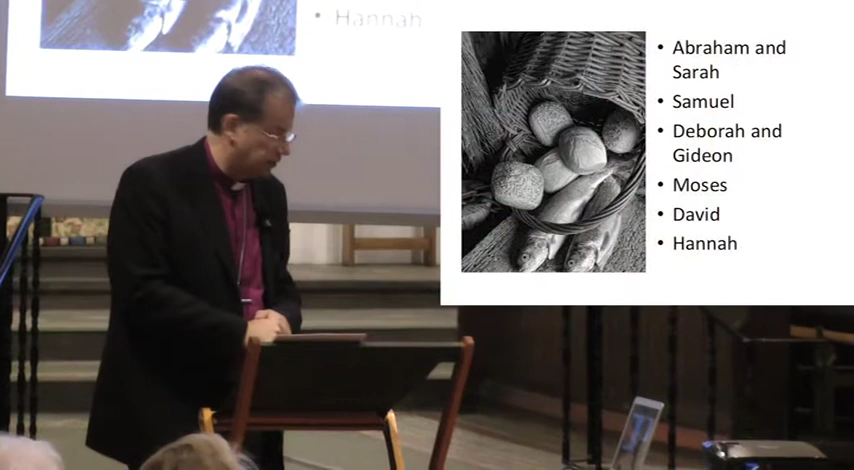 • Hannah
• Abraham and
Sarah
• Samuel
• Deborah and
Gideon
• Moses
• David
• Hannah